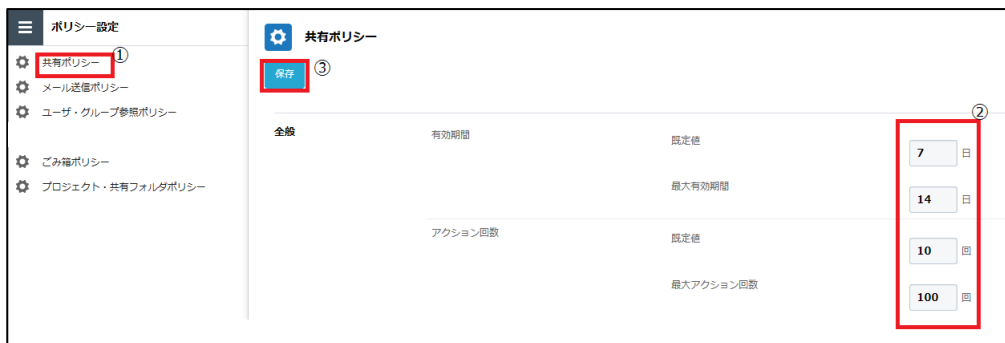 ポリシー設定
共有ポリシー ①
メール送信ポリシー
ユーザ・グループ参照ポリシー
ごみ箱ポリシー
プロジェクト・共有フォルダポリシー
共有ポリシー
保存 ③
②
全般 有効期間 既定値 7 日
最大有効期間 14 日
アクション回数 既定値 10 回
最大アクション回数 100 回